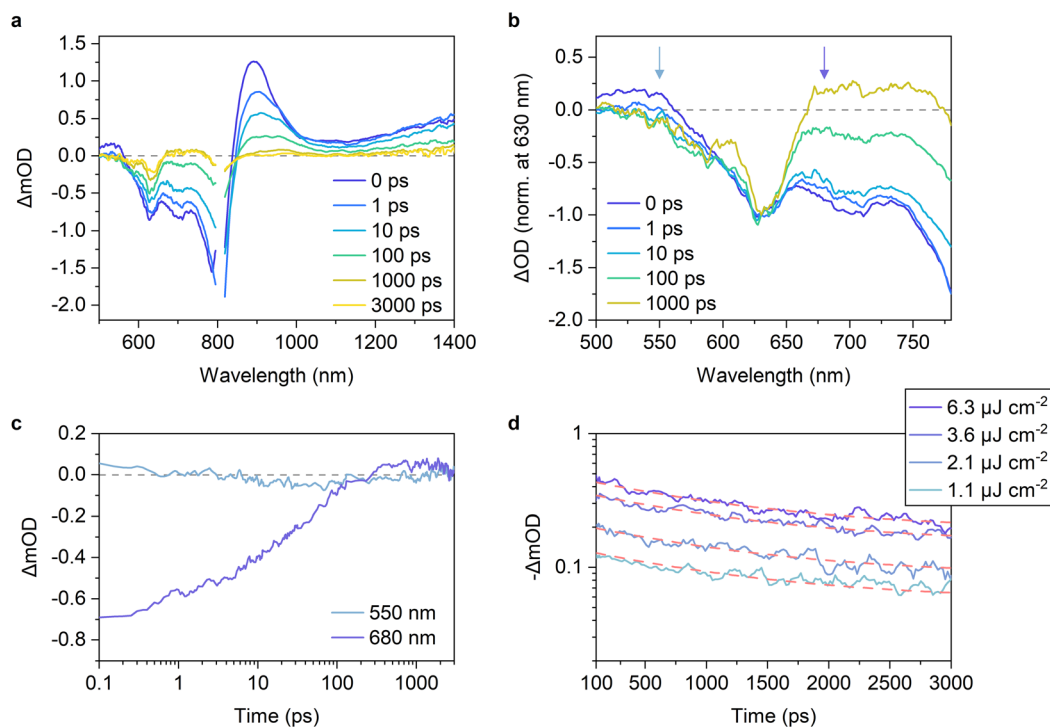 a
ΔmOD
1.5
1.0
0.5
0.0
-0.5
-1.0
-1.5
-2.0
0 ps
1 ps
10 ps
100 ps
1000 ps
3000 ps
600
800
1000
1200
1400
Wavelength (nm)
b
ΔOD (norm. at 630 nm)
0.5
0.0
-0.5
-1.0
-1.5
-2.0
0 ps
1 ps
10 ps
100 ps
1000 ps
500
550
600
650
700
750
Wavelength (nm)
c
ΔmOD
0.2
0.0
-0.2
-0.4
-0.6
-0.8
550 nm
680 nm
0.1
1
10
100
1000
Time (ps)
d
6.3 µJ cm⁻²
3.6 µJ cm⁻²
2.1 µJ cm⁻²
1.1 µJ cm⁻²
-ΔmOD
1
0.1
100
500
1000
1500
2000
2500
3000
Time (ps)